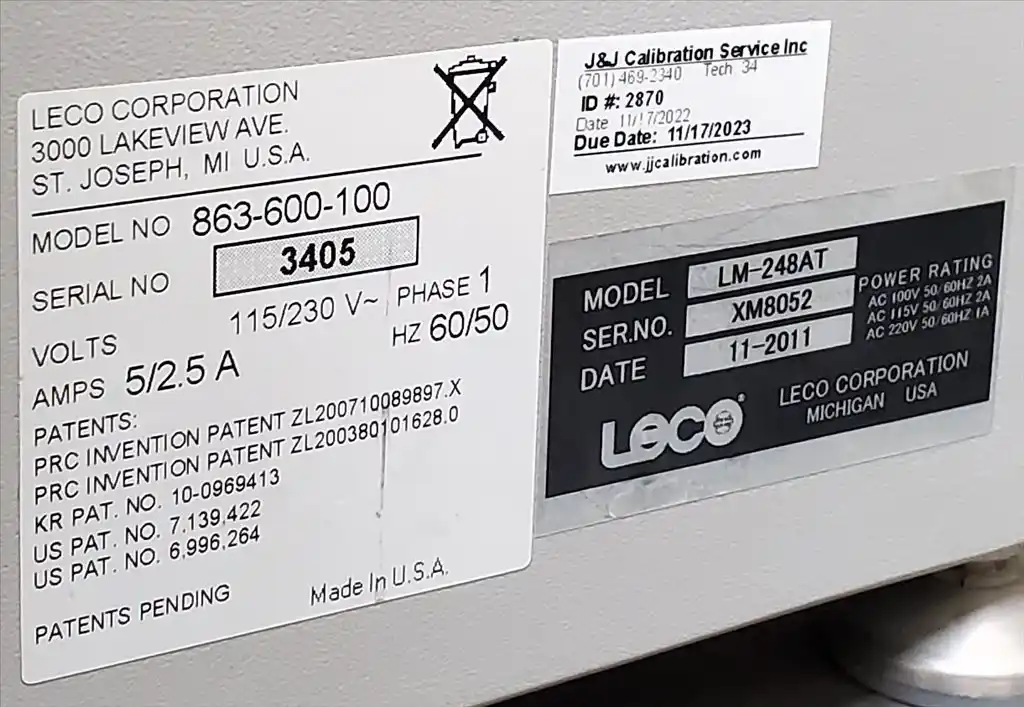 LECO CORPORATION
3000 LAKEVIEW AVE.
ST. JOSEPH, MI U.S.A.
MODEL NO 863-600-100
SERIAL NO 3405
VOLTS 115/230 V~ PHASE 1
AMPS 5/2.5 A HZ 60/50
PATENTS:
PRC INVENTION PATENT ZL200710089897.X
PRC INVENTION PATENT ZL200380101628.0
KR PAT. NO. 10-0969413
US PAT. NO. 7,139,422
US PAT. NO. 6,996,264
PATENTS PENDING Made In U.S.A.
J&J Calibration Service Inc
(701) 469-2340 Tech 34
ID #: 2870
Date 11/17/2022
Due Date: 11/17/2023
www.jjcalibration.com
MODEL LM-248AT
SER.NO. XM8052
DATE 11-2011
POWER RATING
AC 100V 50/60HZ 2A
AC 115V 50/60HZ 2A
AC 220V 50/60HZ 1A
LECO®
LECO CORPORATION
MICHIGAN USA